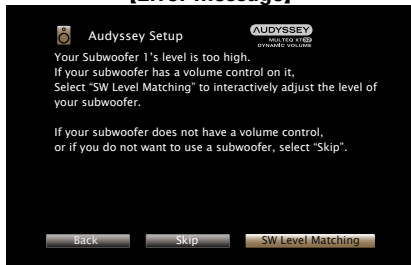 [Error message]
Audyssey Setup
AUDYSSEY
MULTEQ XT32
DYNAMIC VOLUME
Your Subwoofer 1's level is too high.
If your subwoofer has a volume control on it,
Select “SW Level Matching” to interactively adjust the level of
your subwoofer.
If your subwoofer does not have a volume control,
or if you do not want to use a subwoofer, select “Skip”.
Back
Skip
SW Level Matching